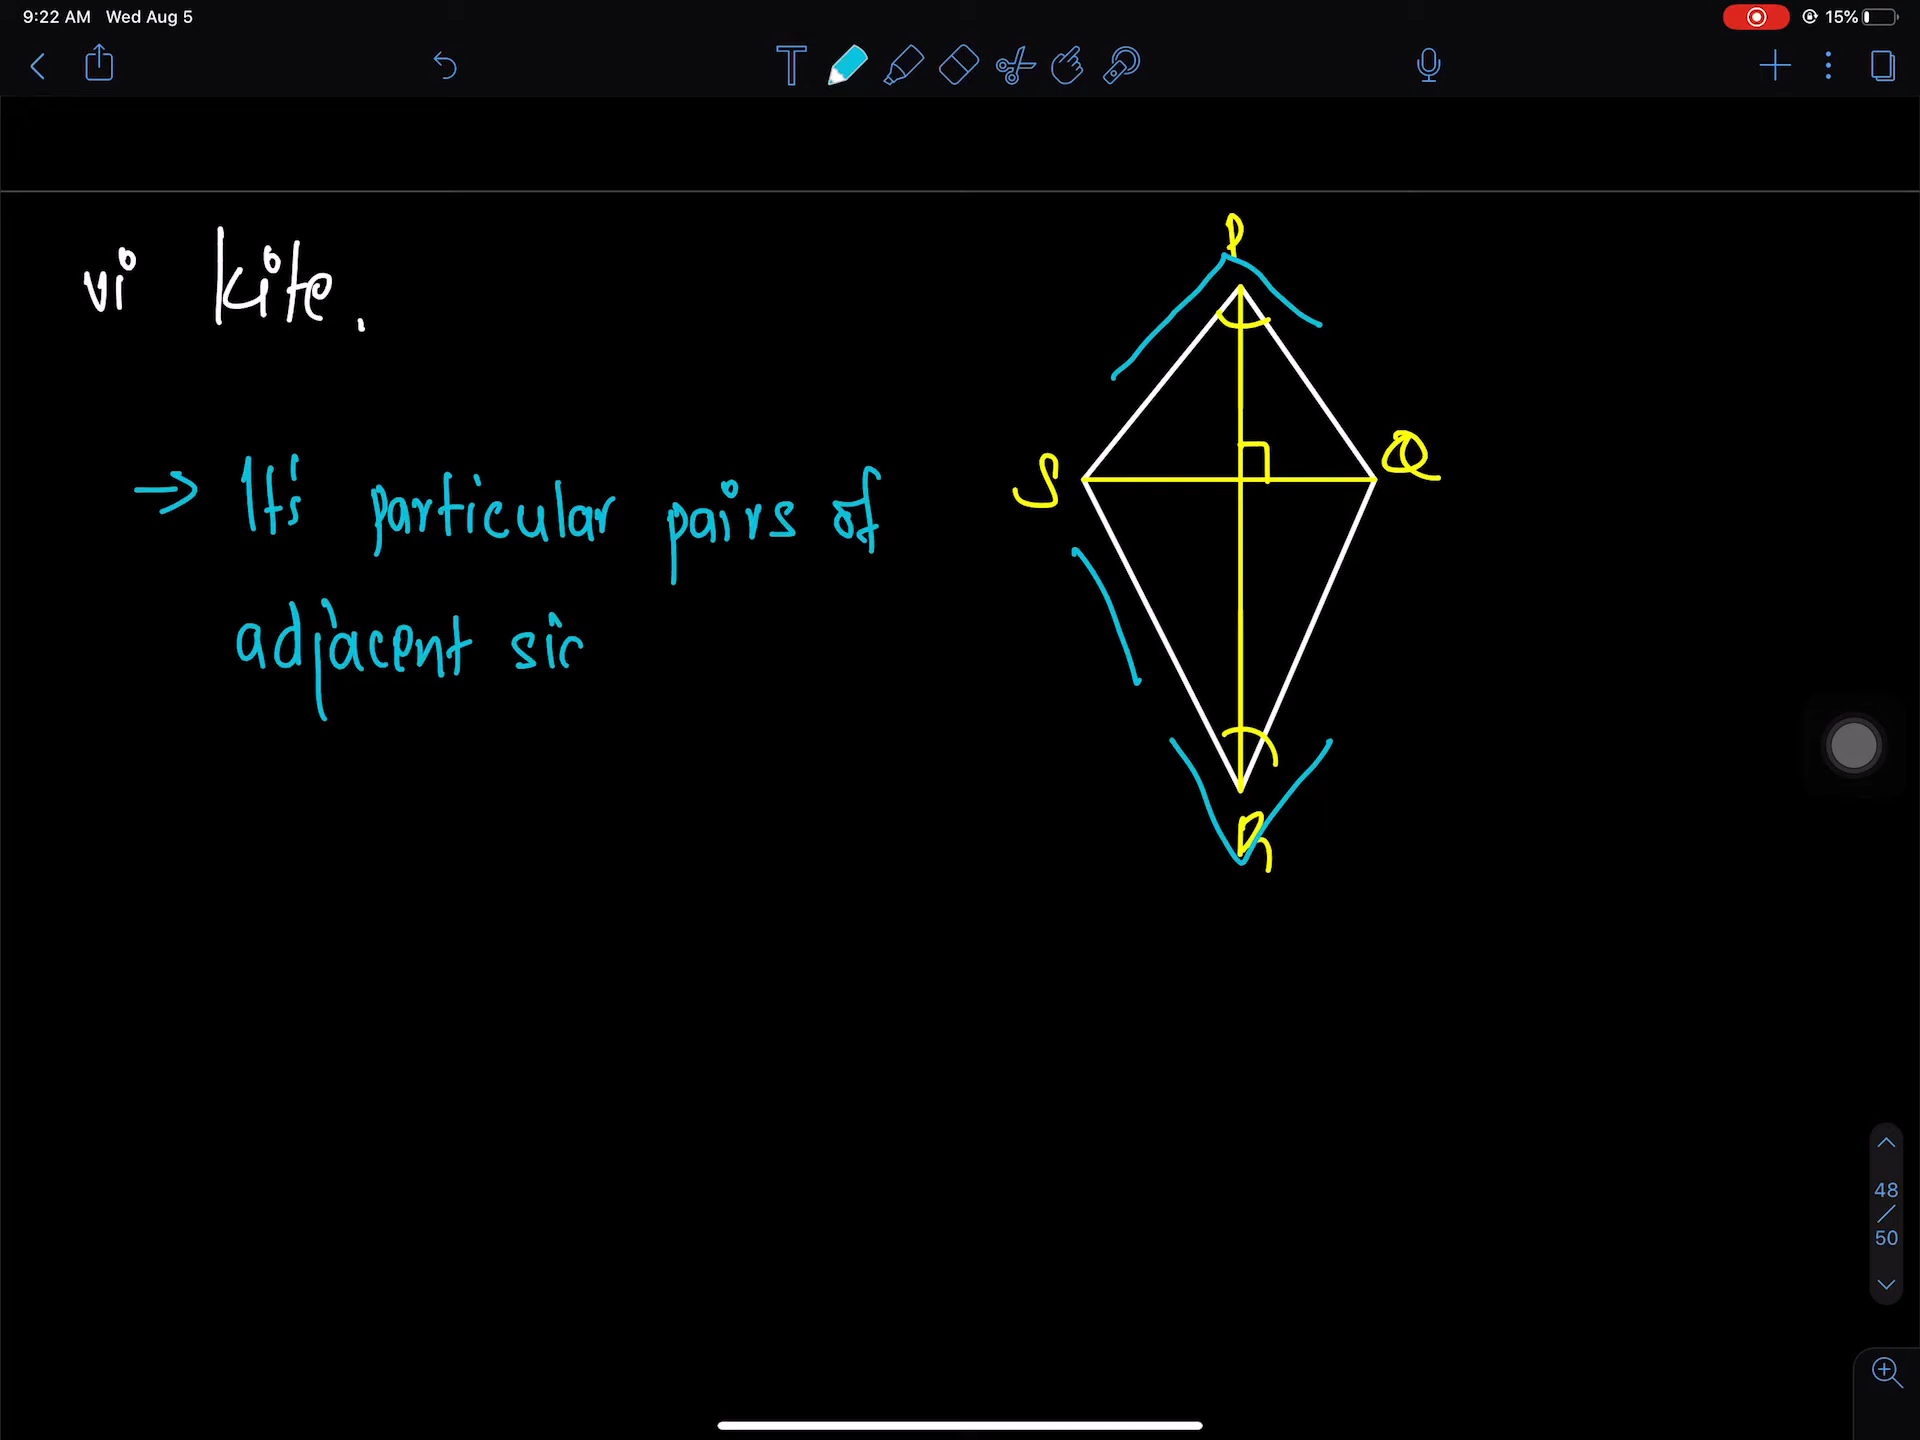 9:22 AM Wed Aug 5
15%
vi kite.
P
S
Q
→ It's particular pairs of
adjacent sic
R
48
/
50